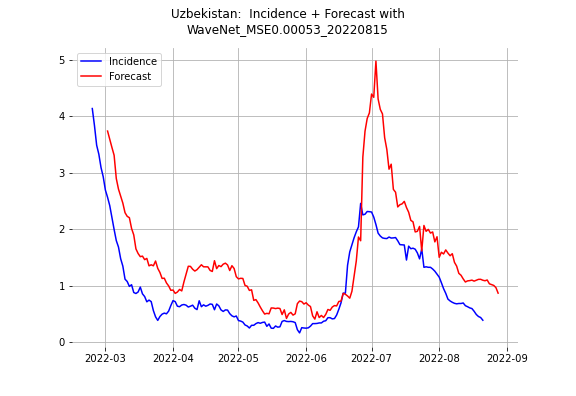 Uzbekistan:  Incidence + Forecast with
WaveNet_MSE0.00053_20220815
Incidence
Forecast
5
4
3
2
1
0
2022-03 2022-04 2022-05 2022-06 2022-07 2022-08 2022-09